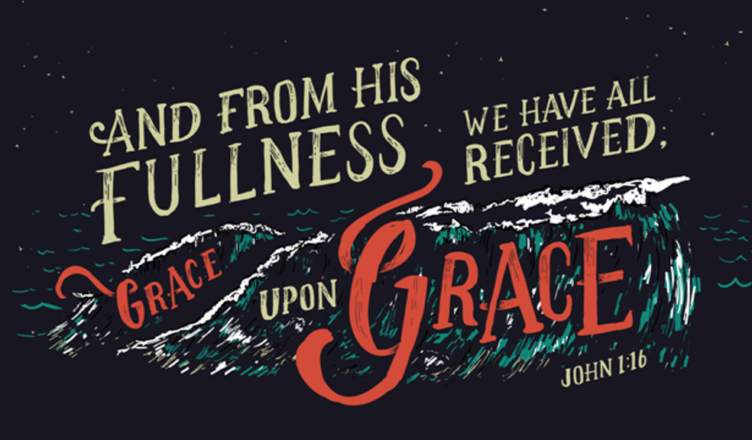 AND FROM HIS
FULLNESS
WE HAVE ALL
RECEIVED,
GRACE
UPON
GRACE
JOHN 1:16